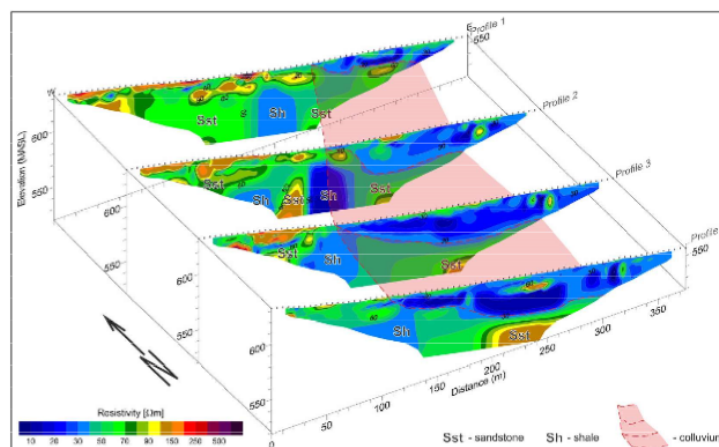 E
550
Profile 1
W
Sst
Sh
Sst
Profile 2
600
550
Elevation (MASL)
Sst
Sst
Sh
Sst
Profile 3
600
550
Sst
Sh
Sst
Profile
550
600
550
Sh
Sst
600
550
0
50
100
150
200
250
300
350
Distance (m)
N
Resistivity [Ωm]
10
20
30
50
70
90
150
250
500
Sst - sandstone
Sh - shale
- colluvium